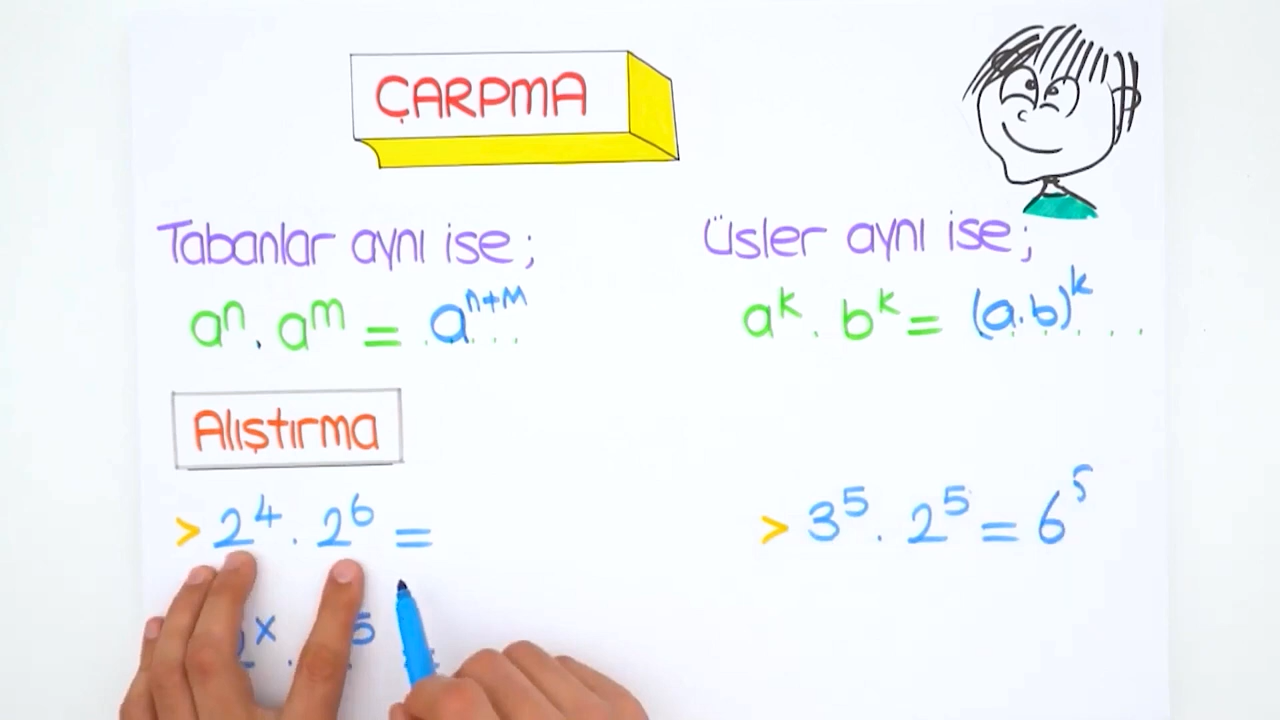 ÇARPMA
Tabanlar aynı ise;
aⁿ . aᵐ = aⁿ⁺ᵐ
Alıştırma
> 2⁴ . 2⁶ =
Üsler aynı ise;
aᵏ . bᵏ = (a.b)ᵏ
> 3⁵ . 2⁵ = 6⁵